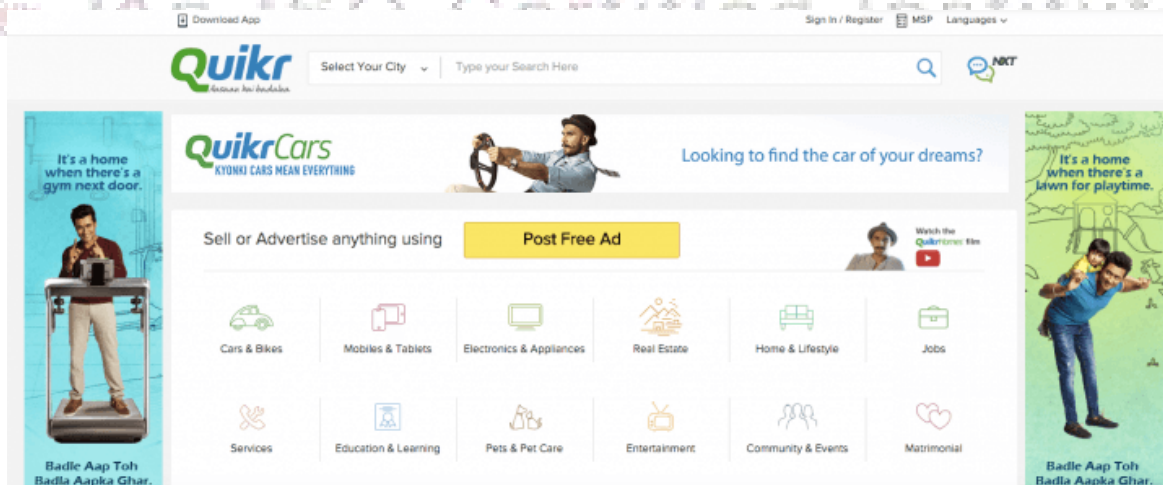 Download App
Sign In / Register MSP Languages
Quikr
Select Your City Type your Search Here
NXT
It's a home
when there's a
gym next door.
QuikrCars
KYONKI CARS MEAN EVERYTHING
Looking to find the car of your dreams?
It's a home
when there's a
lawn for playtime.
Sell or Advertise anything using
Post Free Ad
Watch the
QuikrHomes film
Cars & Bikes
Mobiles & Tablets
Electronics & Appliances
Real Estate
Home & Lifestyle
Jobs
Services
Education & Learning
Pets & Pet Care
Entertainment
Community & Events
Matrimonial
Badle Aap Toh
Badla Aapka Ghar.
Badle Aap Toh
Badla Aapka Ghar.